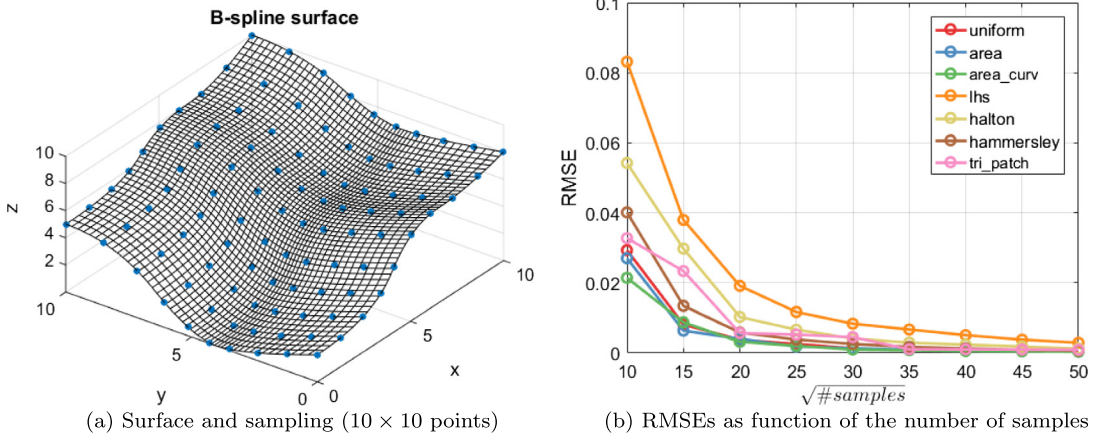 B-spline surface
10
8
6
4
2
z
10
5
0
y
0
5
10
x
(a) Surface and sampling (10 × 10 points)
0.1
0.08
0.06
0.04
0.02
0
RMSE
uniform
area
area_curv
lhs
halton
hammersley
tri_patch
10 15 20 25 30 35 40 45 50
√#samples
(b) RMSEs as function of the number of samples